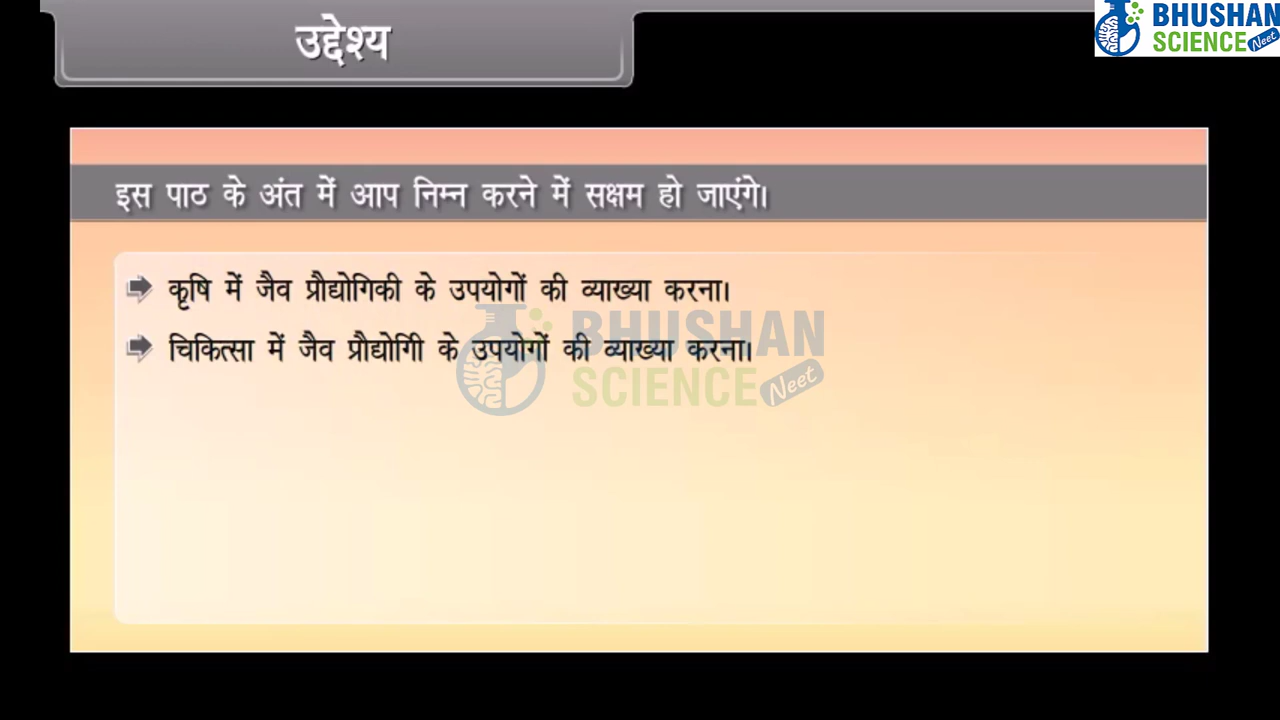 उद्देश्य
BHUSHAN
SCIENCE Neet
इस पाठ के अंत में आप निम्न करने में सक्षम हो जाएंगे।
कृषि में जैव प्रौद्योगिकी के उपयोगों की व्याख्या करना।
चिकित्सा में जैव प्रौद्योगिी के उपयोगों की व्याख्या करना।
BHUSHAN
SCIENCE Neet